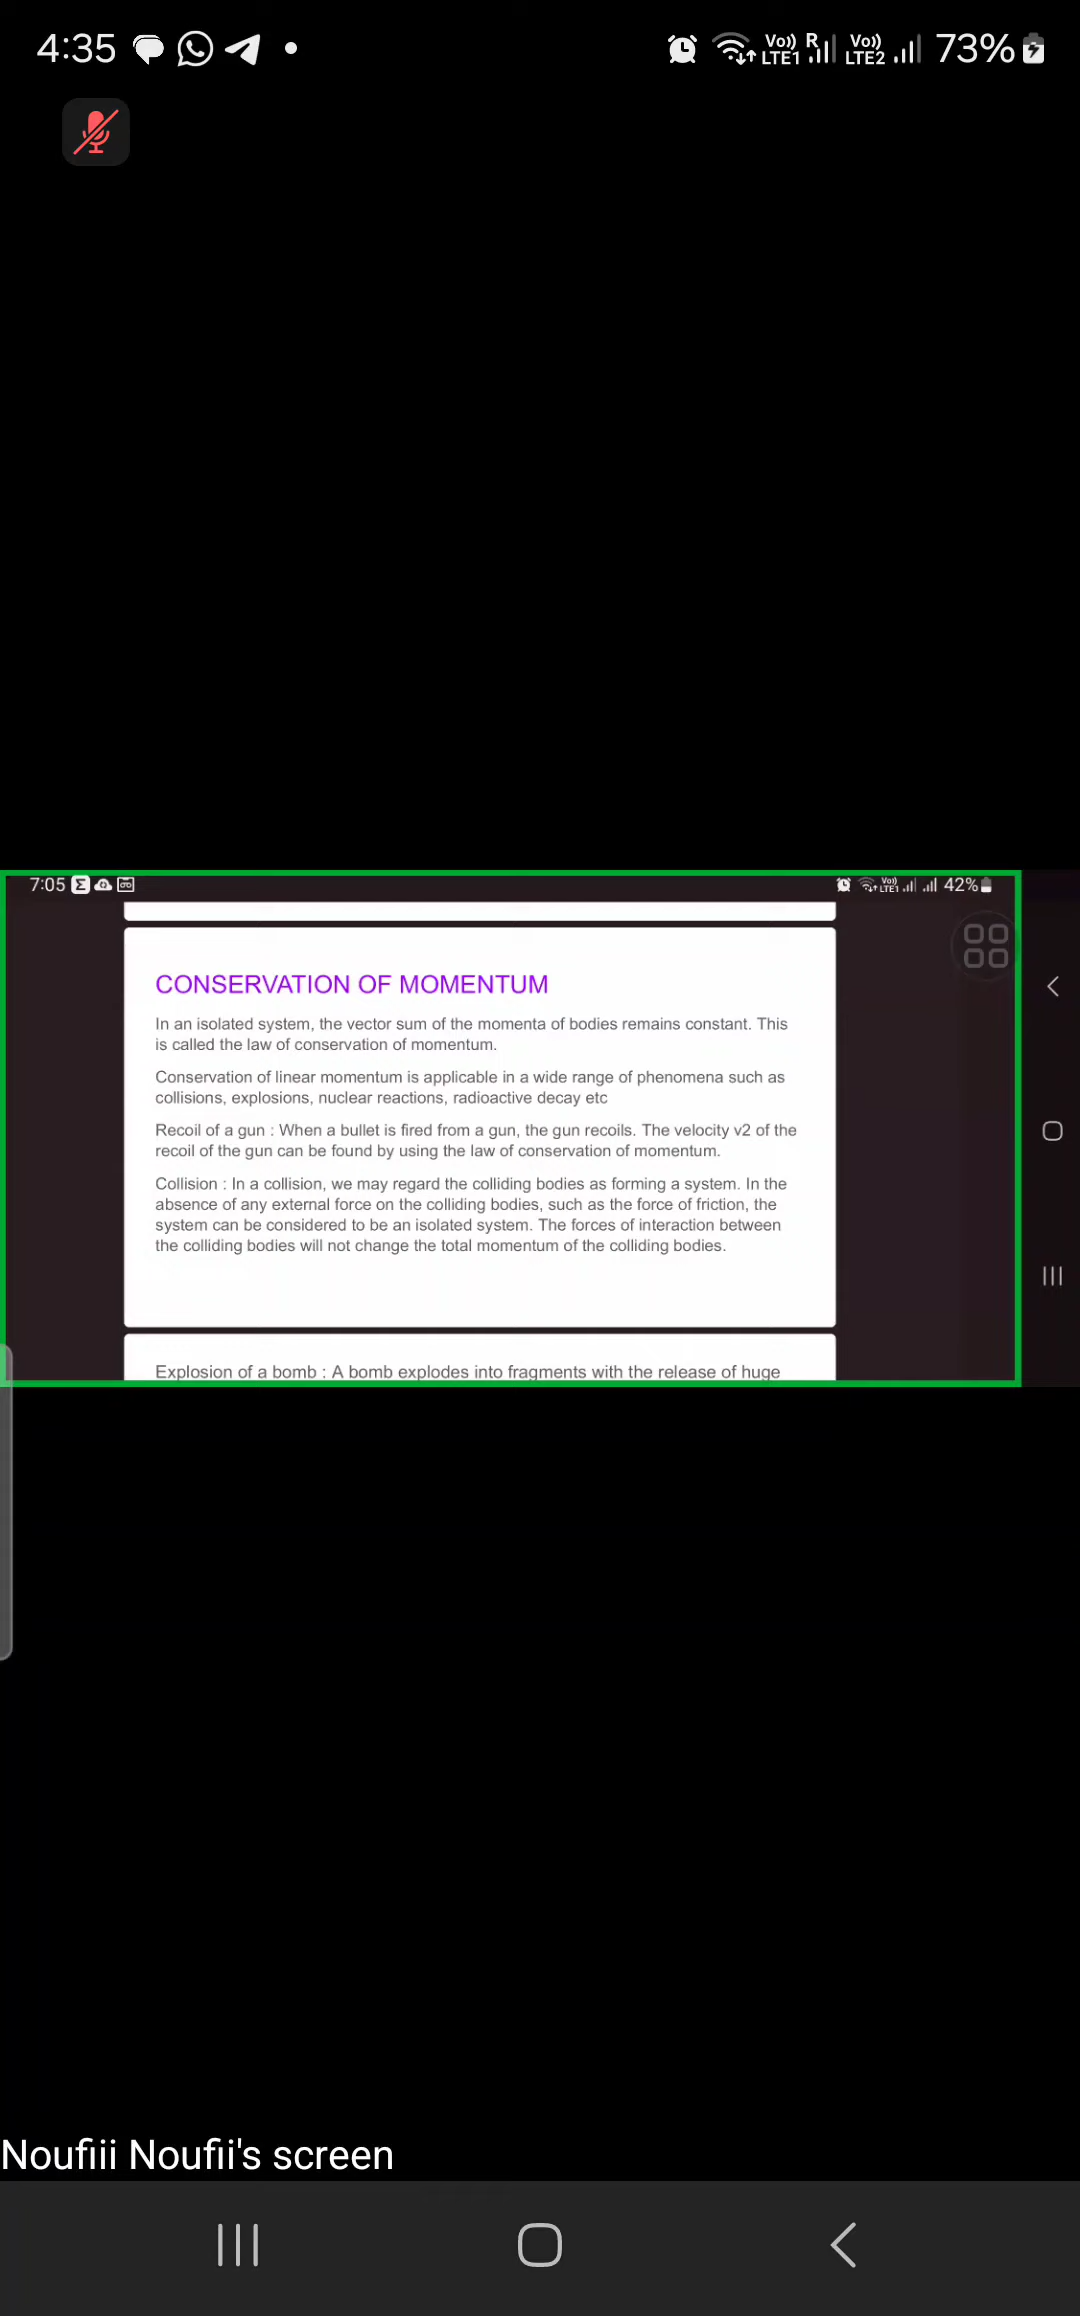 4:35
Vo)) R Vo)) 73%
LTE1 LTE2
7:05 42%
Vo))
LTE1
CONSERVATION OF MOMENTUM
In an isolated system, the vector sum of the momenta of bodies remains constant. This
is called the law of conservation of momentum.
Conservation of linear momentum is applicable in a wide range of phenomena such as
collisions, explosions, nuclear reactions, radioactive decay etc
Recoil of a gun : When a bullet is fired from a gun, the gun recoils. The velocity v2 of the
recoil of the gun can be found by using the law of conservation of momentum.
Collision : In a collision, we may regard the colliding bodies as forming a system. In the
absence of any external force on the colliding bodies, such as the force of friction, the
system can be considered to be an isolated system. The forces of interaction between
the colliding bodies will not change the total momentum of the colliding bodies.
Explosion of a bomb : A bomb explodes into fragments with the release of huge
Noufiii Noufii's screen